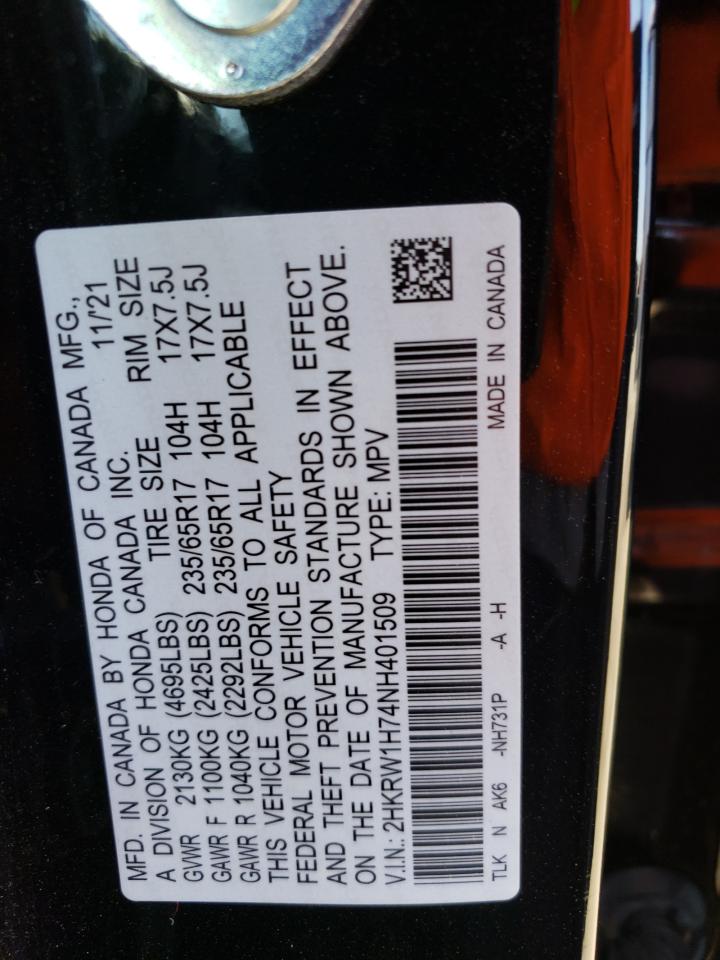 MFD. IN CANADA BY HONDA OF CANADA MFG.,
A DIVISION OF HONDA CANADA INC. 11/'21
GVWR 2130KG (4695LBS) TIRE SIZE RIM SIZE
GAWR F 1100KG (2425LBS) 235/65R17 104H 17X7.5J
GAWR R 1040KG (2292LBS) 235/65R17 104H 17X7.5J
THIS VEHICLE CONFORMS TO ALL APPLICABLE
FEDERAL MOTOR VEHICLE SAFETY
AND THEFT PREVENTION STANDARDS IN EFFECT
ON THE DATE OF MANUFACTURE SHOWN ABOVE.
V.I.N.: 2HKRW1H74NH401509 TYPE: MPV
TLK N AK6 -NH731P -A -H MADE IN CANADA